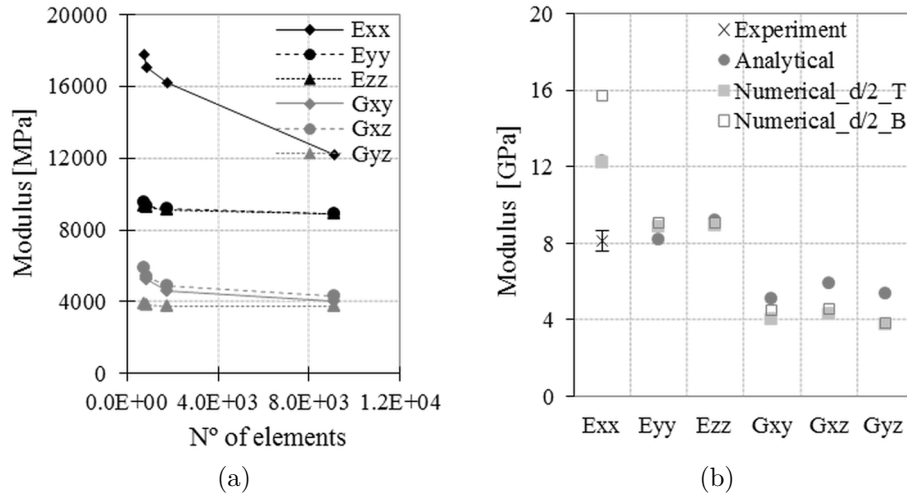 Modulus [MPa]
20000
16000
12000
8000
4000
0
Exx
Eyy
Ezz
Gxy
Gxz
Gyz
0.0E+00 4.0E+03 8.0E+03 1.2E+04
Nº of elements
(a)
Modulus [GPa]
20
16
12
8
4
0
Experiment
Analytical
Numerical_d/2_T
Numerical_d/2_B
Exx Eyy Ezz Gxy Gxz Gyz
(b)